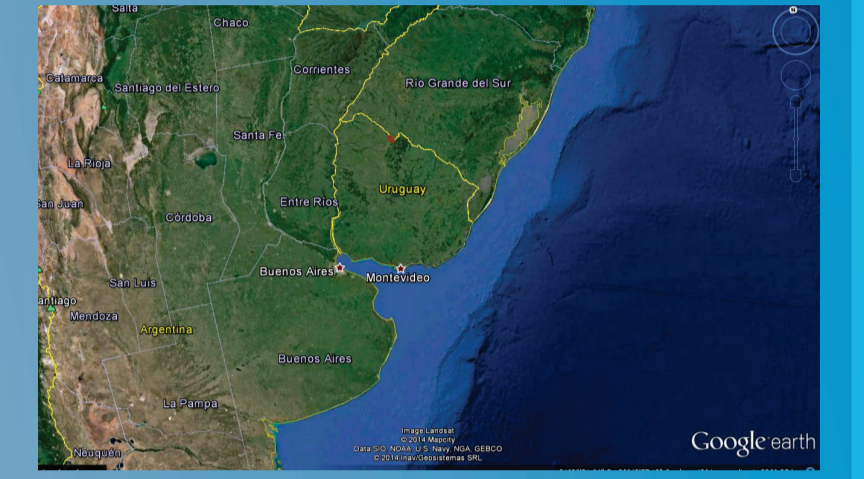 Salta
Chaco
Corrientes
Catamarca
Santiago del Estero
Rio Grande del Sur
Santa Fe
La Rioja
Uruguay
San Juan
Entre Ríos
Córdoba
Buenos Aires
Montevideo
San Luis
antiago
Mendoza
Argentina
Buenos Aires
La Pampa
Neuquén
Image Landsat
© 2014 Mapcity
Data SIO, NOAA, U.S. Navy, NGA, GEBCO
© 2014 Inav/Geosistemas SRL
Google earth
N